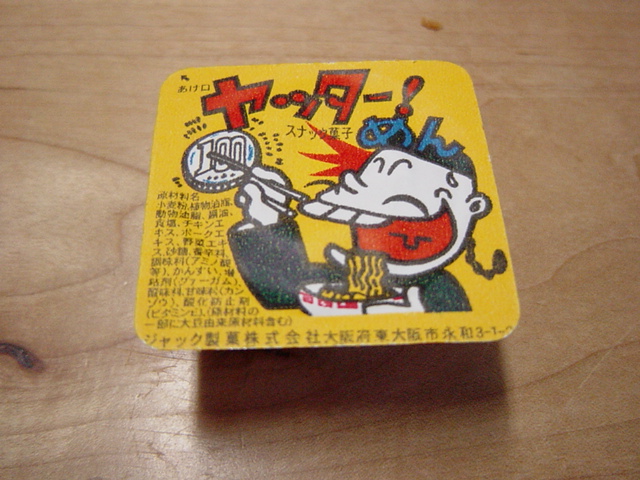 あけ口
ヤッター!
スナック菓子
めん
100
原材料名
小麦粉、植物油脂、
動物油脂、醤油、
食塩、チキンエ
キス、ポークエ
キス、野菜エキ
ス、砂糖、香辛料、
調味料(アミノ酸
等)、かんすい、増
粘剤(グァーガム)、
酸味料、甘味料(カン
ゾウ)、酸化防止剤
(ビタミンE)、(原材料の
一部に大豆由来原材料含む)
ジャック製菓株式会社大阪府東大阪市永和3-1-